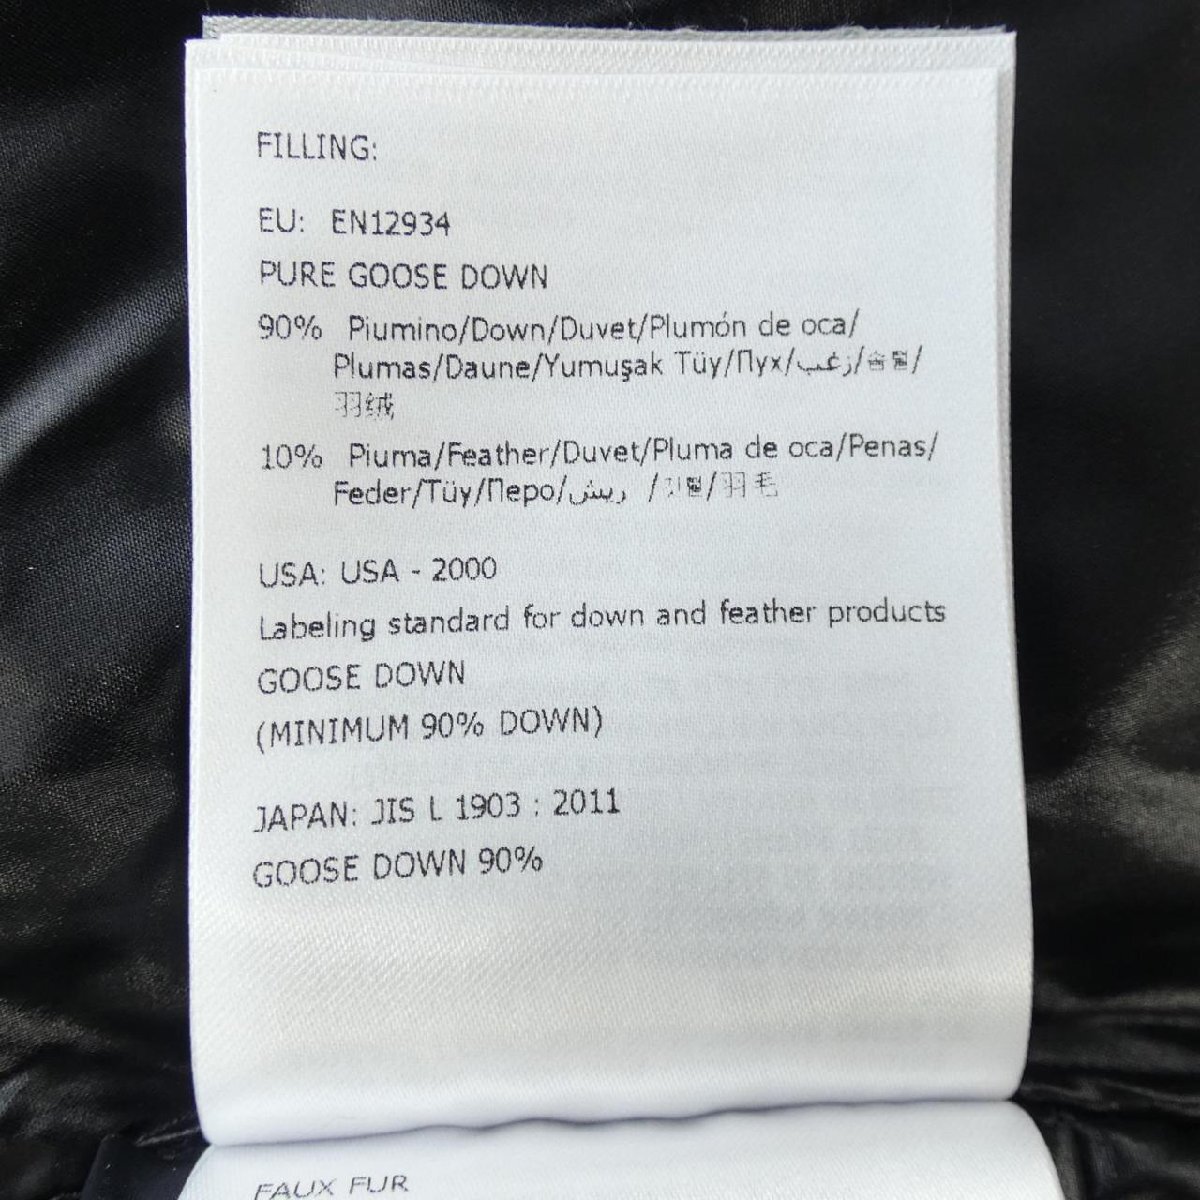 FILLING:
EU: EN12934
PURE GOOSE DOWN
90% Piumino/Down/Duvet/Plumón de oca/
Plumas/Daune/Yumuşak Tüy/Пух/زغب/솜털/
羽绒
10% Piuma/Feather/Duvet/Pluma de oca/Penas/
Feder/Tüy/Перо/ريش /깃털/羽毛
USA: USA - 2000
Labeling standard for down and feather products
GOOSE DOWN
(MINIMUM 90% DOWN)
JAPAN: JIS L 1903 : 2011
GOOSE DOWN 90%
FAUX FUR